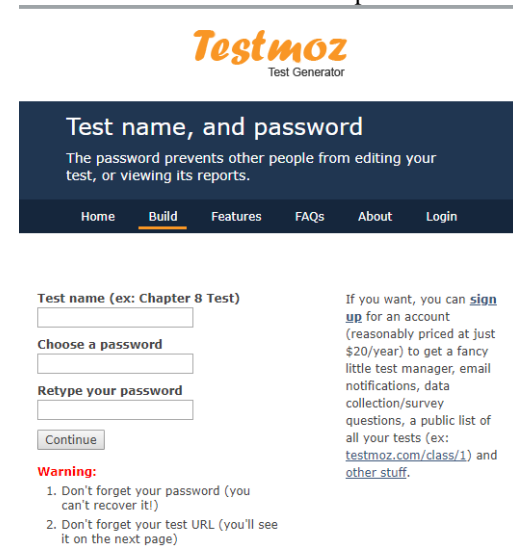 Testmoz
Test Generator
Test name, and password
The password prevents other people from editing your
test, or viewing its reports.
Home Build Features FAQs About Login
Test name (ex: Chapter 8 Test)
Choose a password
Retype your password
Continue
Warning:
1. Don't forget your password (you
can't recover it!)
2. Don't forget your test URL (you'll see
it on the next page)
If you want, you can sign
up for an account
(reasonably priced at just
$20/year) to get a fancy
little test manager, email
notifications, data
collection/survey
questions, a public list of
all your tests (ex:
testmoz.com/class/1) and
other stuff.